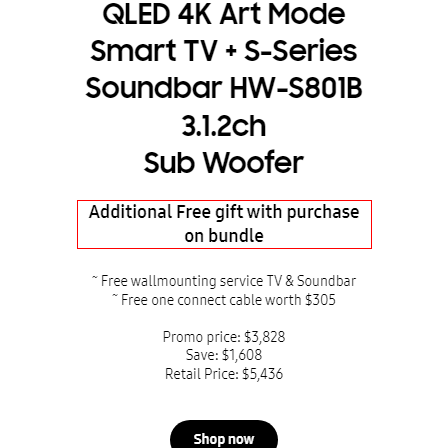 QLED 4K Art Mode
Smart TV + S-Series
Soundbar HW-S801B
3.1.2ch
Sub Woofer
Additional Free gift with purchase
on bundle
~ Free wallmounting service TV & Soundbar
~ Free one connect cable worth $305
Promo price: $3,828
Save: $1,608
Retail Price: $5,436
Shop now